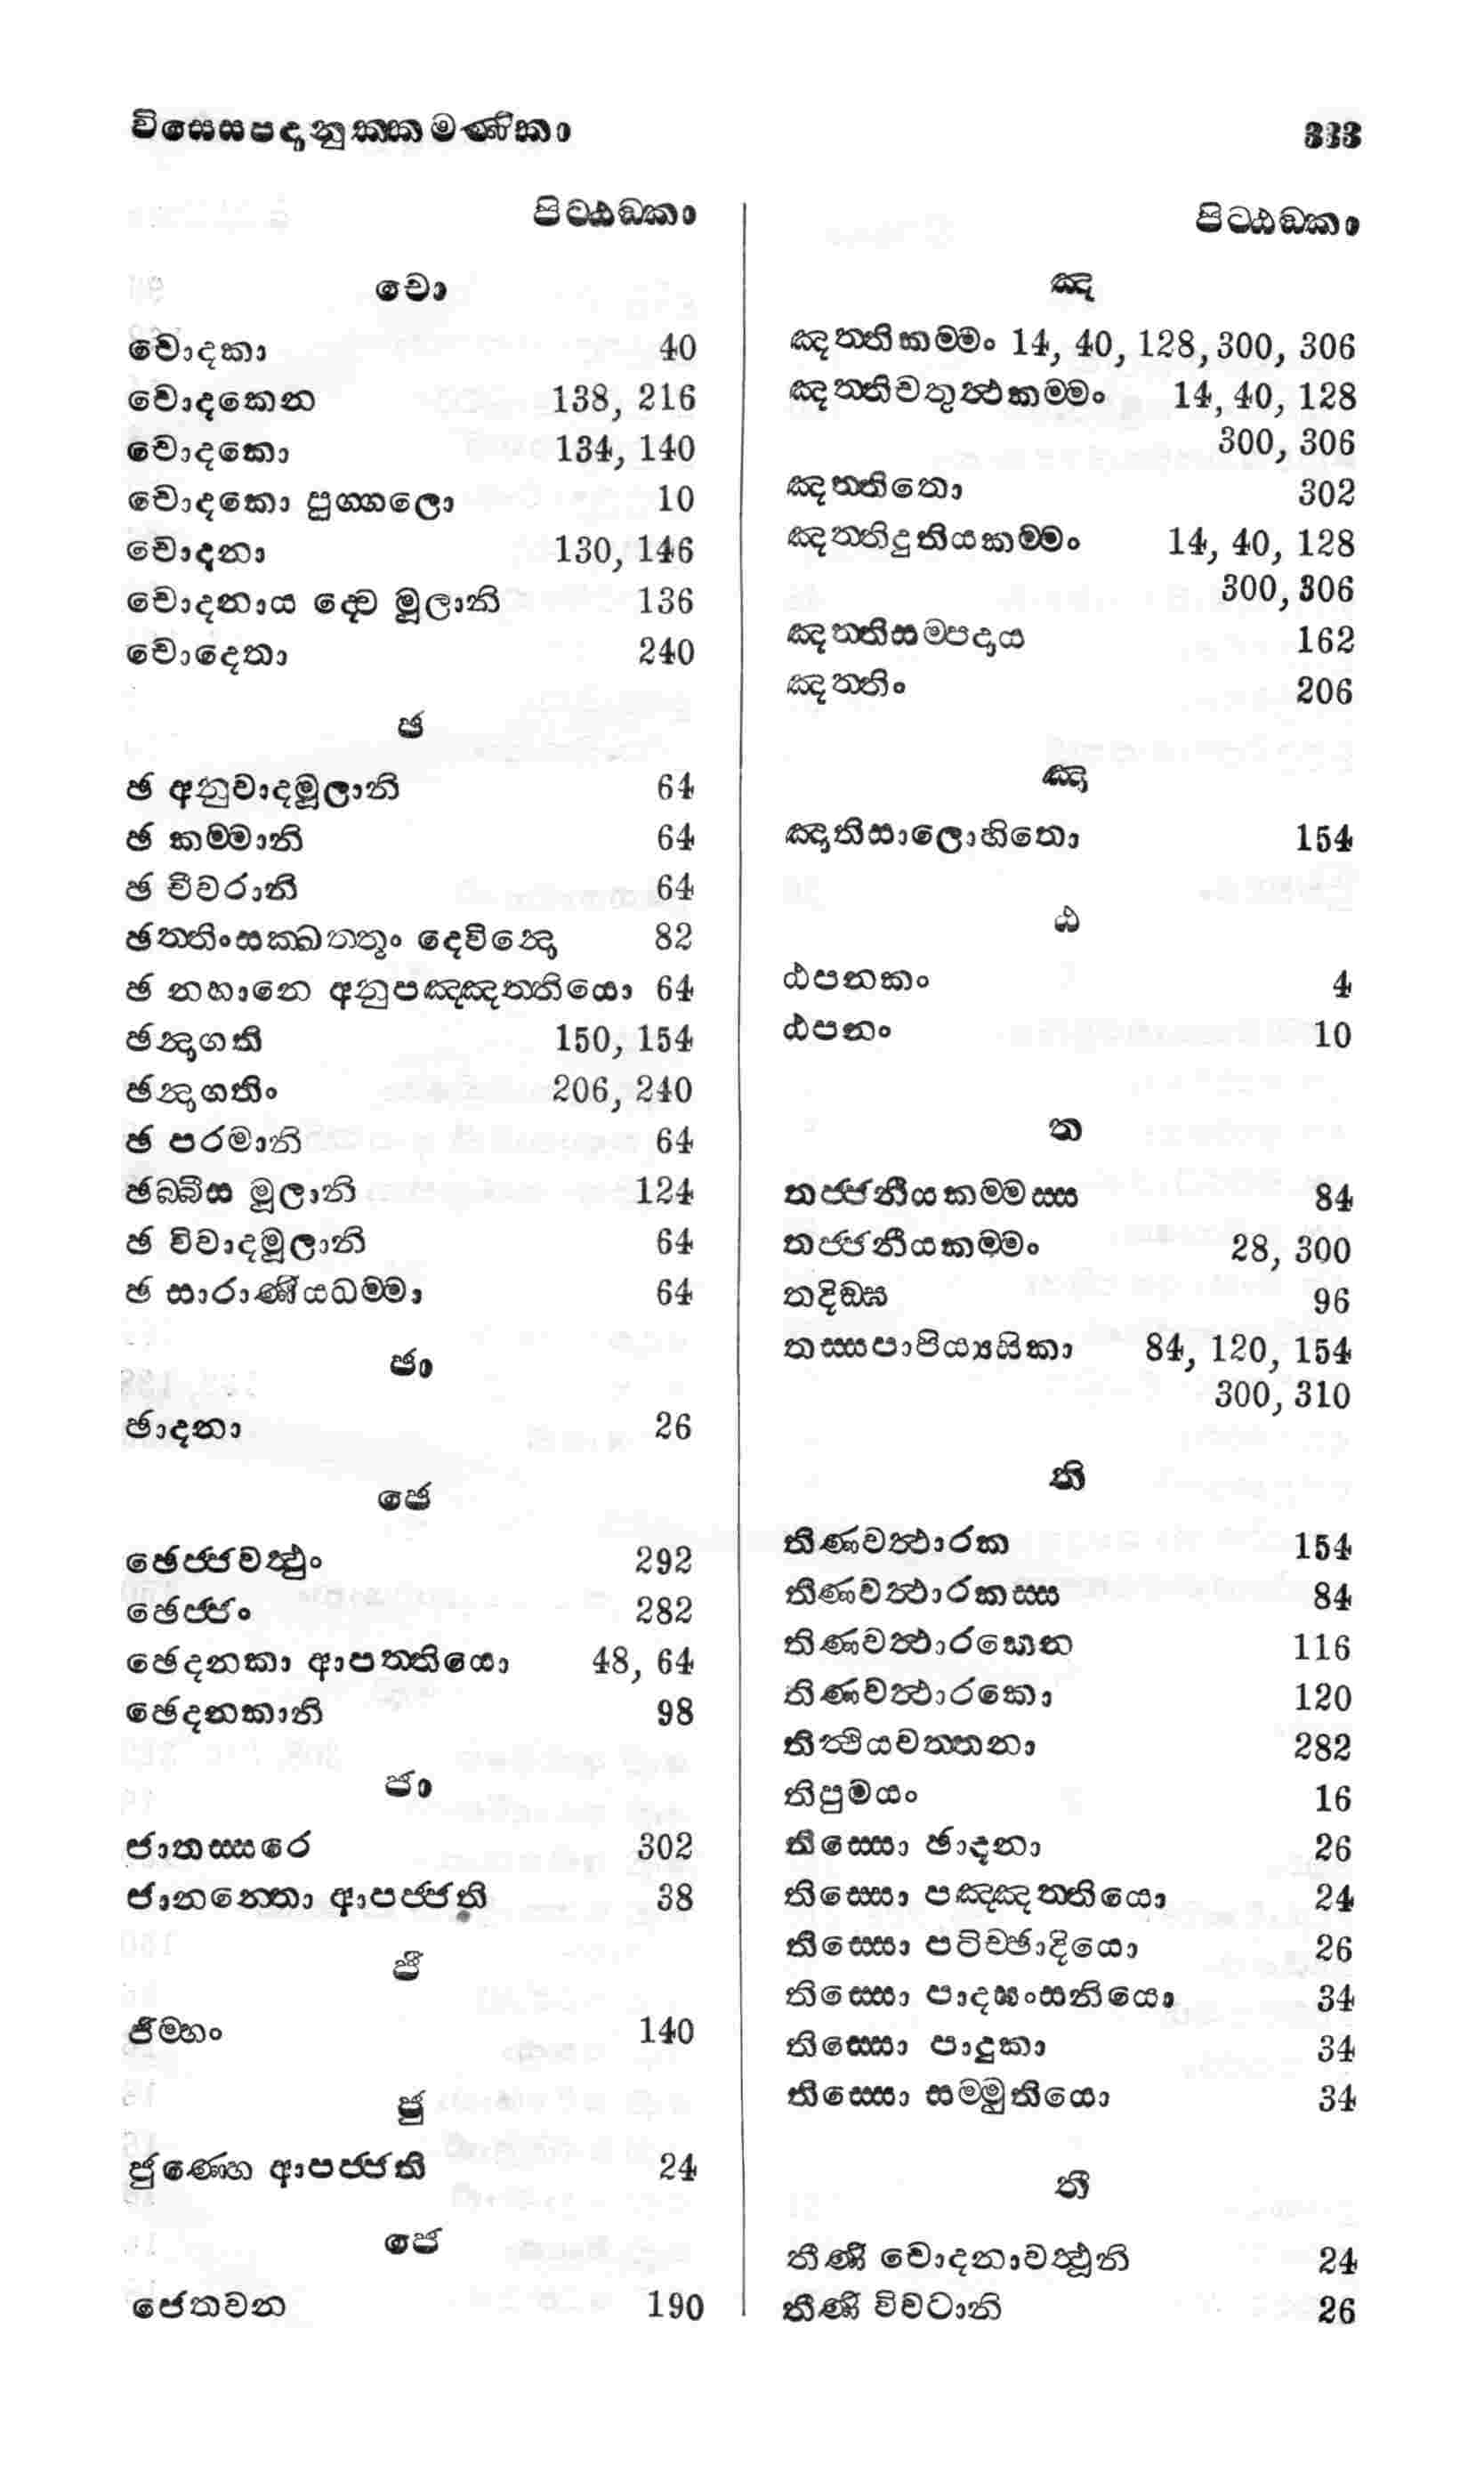 විසෙසපදානුක්කමණිකා 333
පිට්ඨඞ්කා
චො
චොදකා 40
චොදකෙන 138, 216
චොදකො 134, 140
චොදකො පුග්ගලො 10
චොදනා 130, 146
චොදනාය ද්වෙ මූලානි 136
චොදෙතා 240
ඡ
ඡ අනුවාදමූලානි 64
ඡ කම්මානි 64
ඡ චීවරානි 64
ඡත්තිංසක්ඛත්තුං දෙවින්දො 82
ඡ නහානෙ අනුපඤ්ඤත්තියො 64
ඡන්දාගති 150, 154
ඡන්දාගතිං 206, 240
ඡ පරමානි 64
ඡබ්බීස මූලානි 124
ඡ විවාදමූලානි 64
ඡ සාරාණීයධම්මා 64
ඡා
ඡාදනා 26
ඡෙ
ඡෙජ්ජවත්ථුං 292
ඡෙජ්ජං 282
ඡෙදනකා ආපත්තියො 48, 64
ඡෙදනකානි 98
ජා
ජාතස්සරෙ 302
ජානන්තො ආපජ්ජති 38
ජි
ජිම්හං 140
ජු
ජුණ්හෙ ආපජ්ජති 24
ජෙ
ජෙතවන 190
පිට්ඨඞ්කා
ඤ
ඤත්තිකම්මං 14, 40, 128, 300, 306
ඤත්තිචතුත්ථකම්මං 14, 40, 128
300, 306
ඤත්තිතො 302
ඤත්තිදුතියකම්මං 14, 40, 128
300, 306
ඤත්තිසම්පදාය 162
ඤත්තිං 206
ඤා
ඤාතිසාලොහිතො 154
ඨ
ඨපනකං 4
ඨපනං 10
ත
තජ්ජනීයකම්මස්ස 84
තජ්ජනීයකම්මං 28, 300
තදිඞ්ඝ 96
තස්සපාපිය්‍යසිකා 84, 120, 154
300, 310
ති
තිණවත්ථාරක 154
තිණවත්ථාරකස්ස 84
තිණවත්ථාරකෙන 116
තිණවත්ථාරකො 120
තිත්ථියවත්තනා 282
තිපුමයං 16
තිස්සො ඡාදනා 26
තිස්සො පඤ්ඤත්තියො 24
තිස්සො පටිච්ඡාදියො 26
තිස්සො පාදඝංසනියො 34
තිස්සො පාදුකා 34
තිස්සො සම්මුතියො 34
තී
තීණි චොදනාවත්ථූනි 24
තීණි විවටානි 26